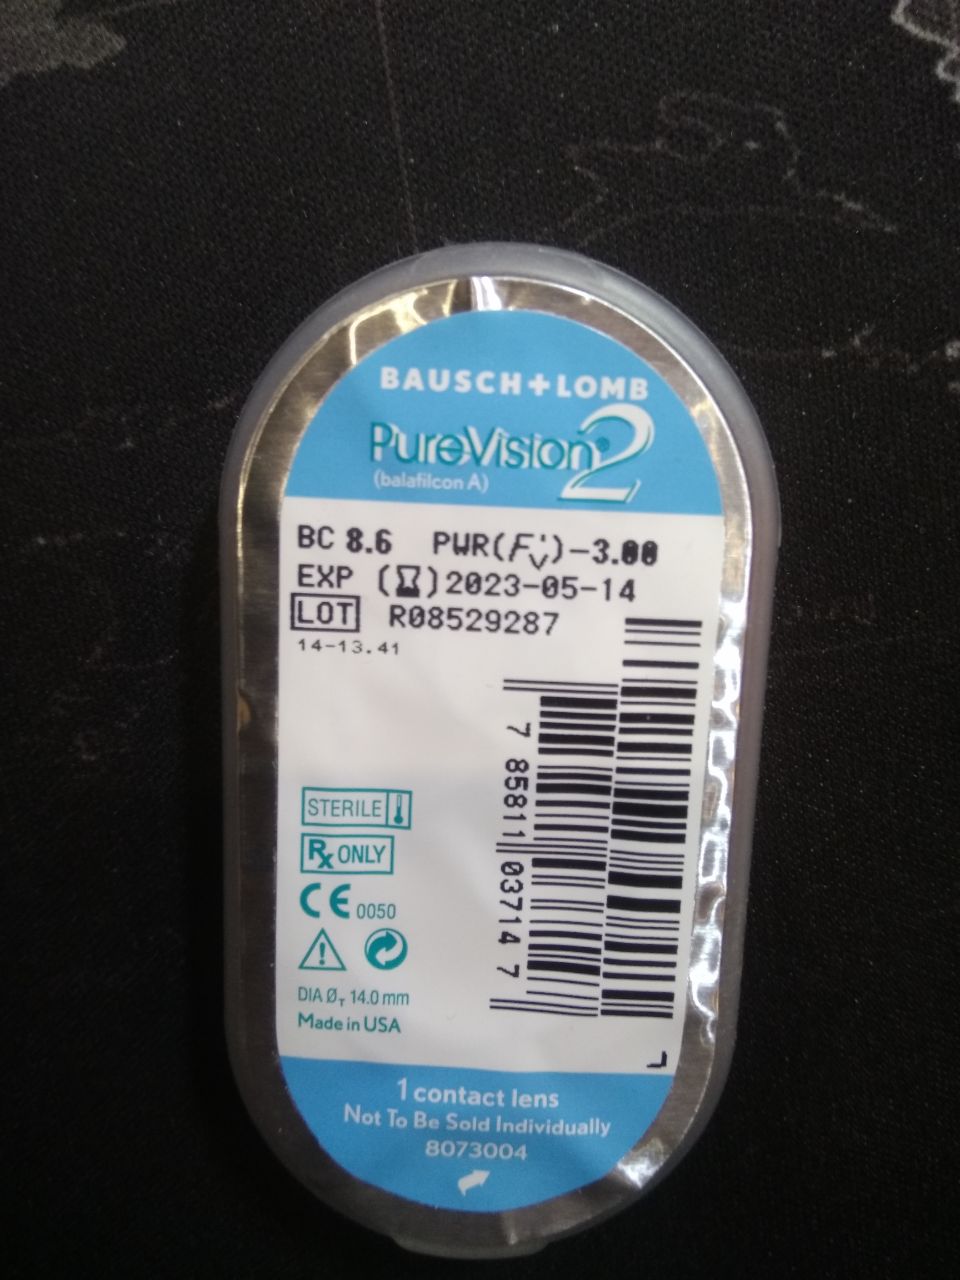 BAUSCH+LOMB
PureVision®2
(balafilcon A)
BC 8.6 PWR(F'v)-3.00
EXP (⌛)2023-05-14
LOT R08529287
14-13.41
7 85811 03714 7
STERILE
Rx ONLY
CE 0050
DIA Ø T 14.0 mm
Made in USA
1 contact lens
Not To Be Sold Individually
8073004